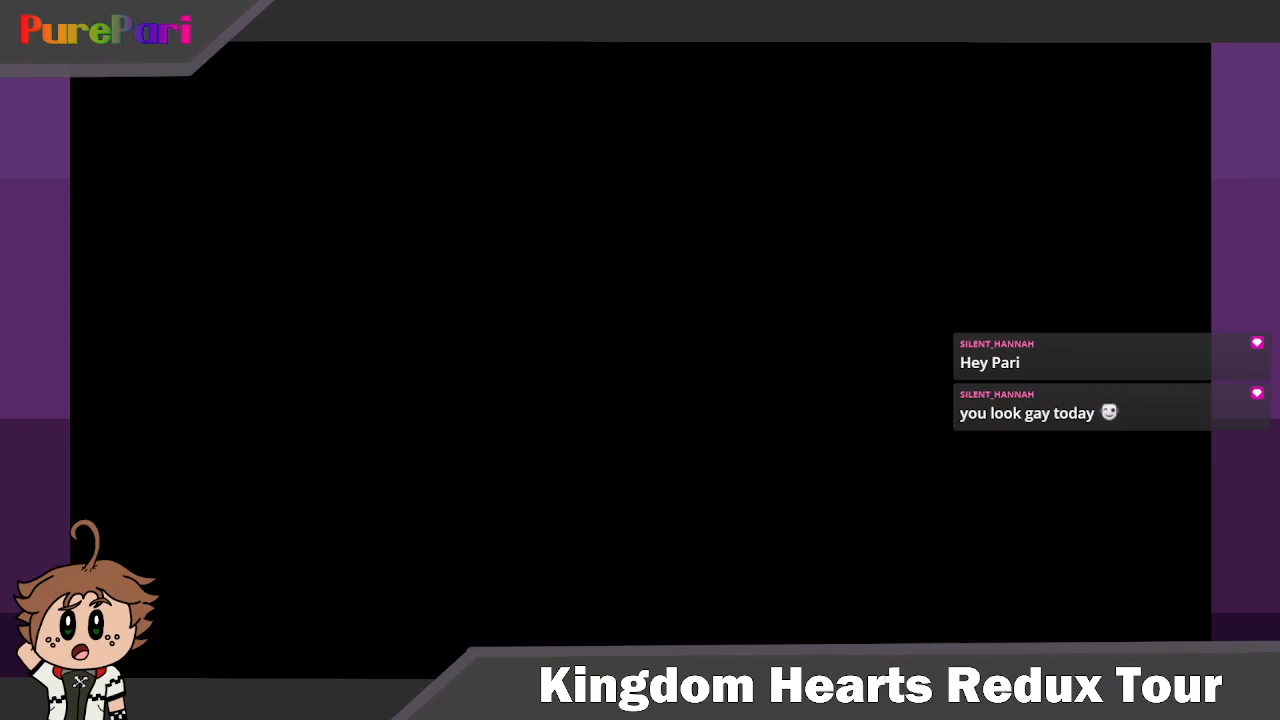 PurePari
SILENT_HANNAH
Hey Pari
SILENT_HANNAH
you look gay today
Kingdom Hearts Redux Tour